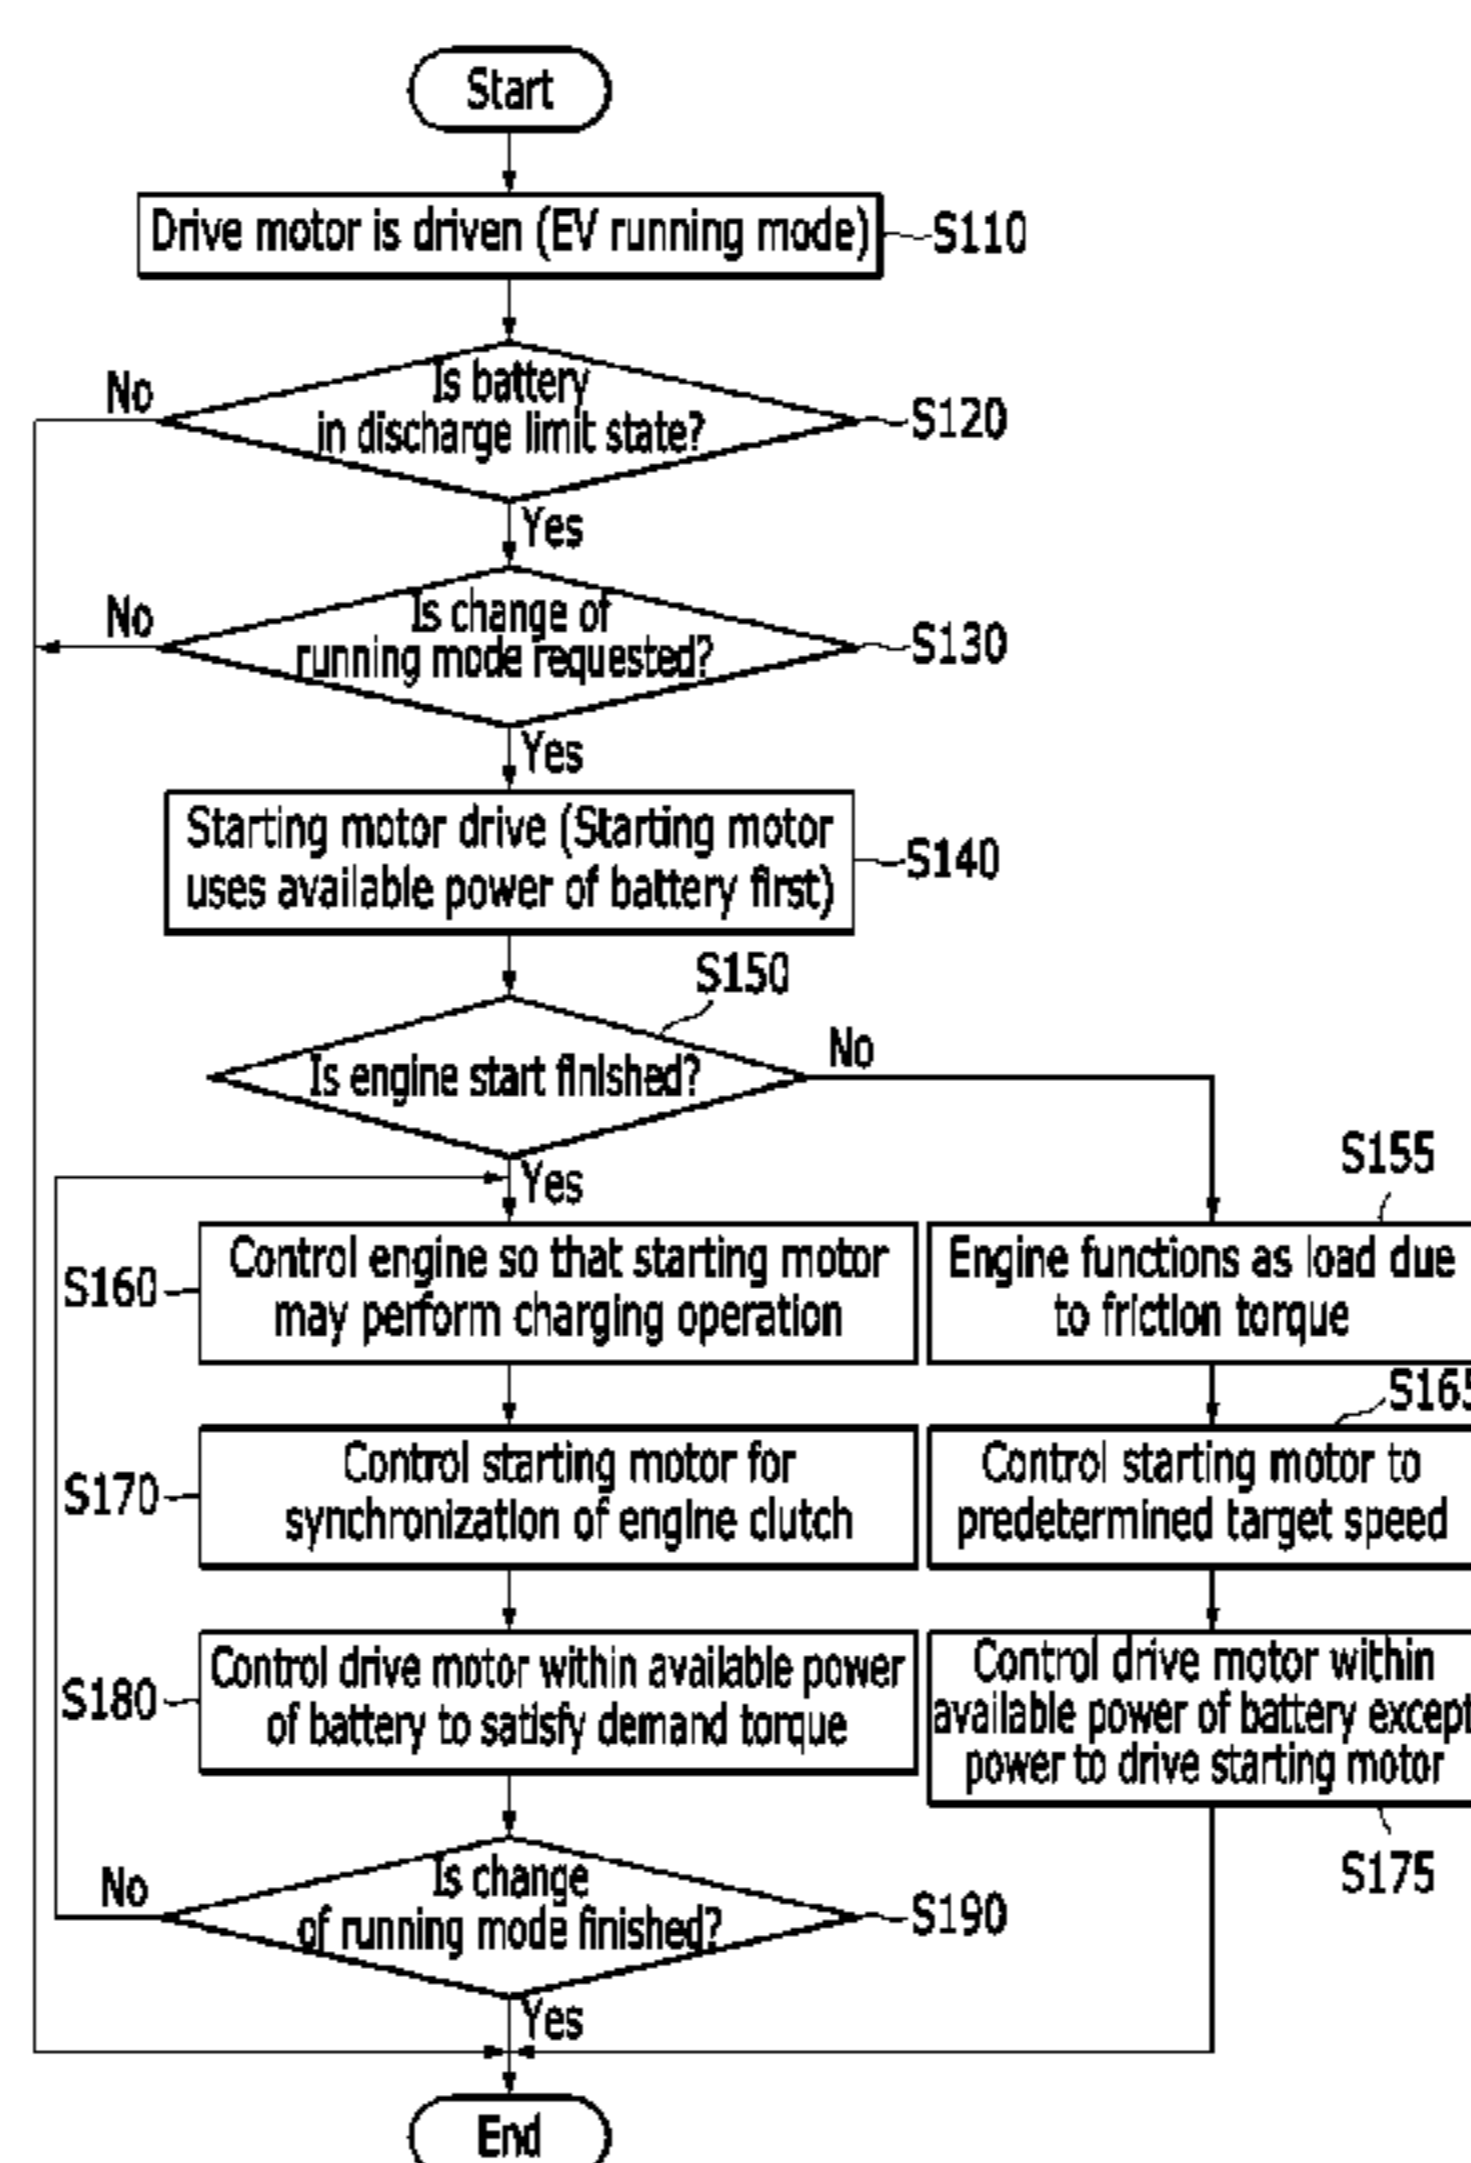 Start
Drive motor is driven (EV running mode)
S110
Is battery
in discharge limit state?
No
S120
Yes
Is change of
running mode requested?
No
S130
Yes
Starting motor drive (Starting motor
uses available power of battery first)
S140
S150
Is engine start finished?
No
Yes
S155
S160
Control engine so that starting motor
may perform charging operation
Engine functions as load due
to friction torque
S165
S170
Control starting motor for
synchronization of engine clutch
Control starting motor to
predetermined target speed
S180
Control drive motor within available power
of battery to satisfy demand torque
Control drive motor within
available power of battery except
power to drive starting motor
S175
Is change
of running mode finished?
No
S190
Yes
End